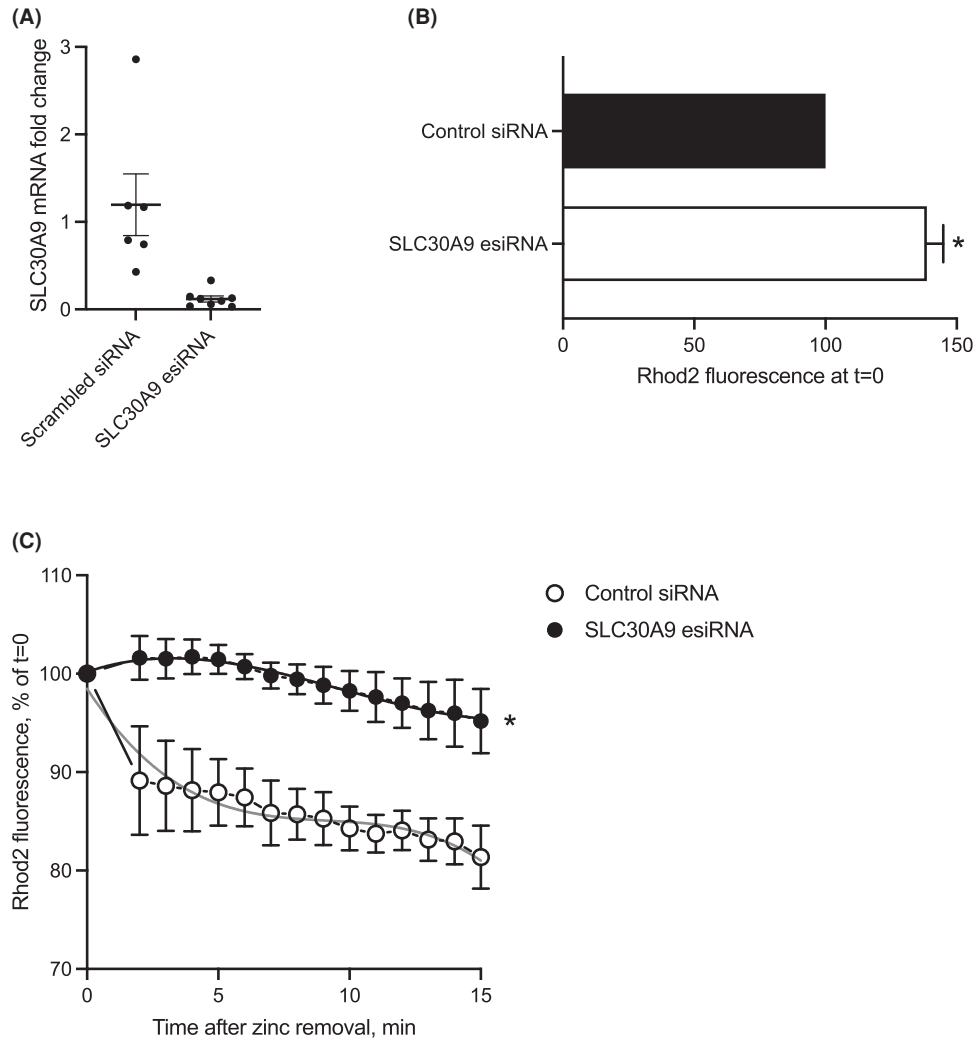 (A)
SLC30A9 mRNA fold change
3
2
1
0
Scrambled siRNA
SLC30A9 esiRNA
(B)
Control siRNA
SLC30A9 esiRNA
*
0 50 100 150
Rhod2 fluorescence at t=0
(C)
Rhod2 fluorescence, % of t=0
110
100
90
80
70
*
0 5 10 15
Time after zinc removal, min
Control siRNA
SLC30A9 esiRNA